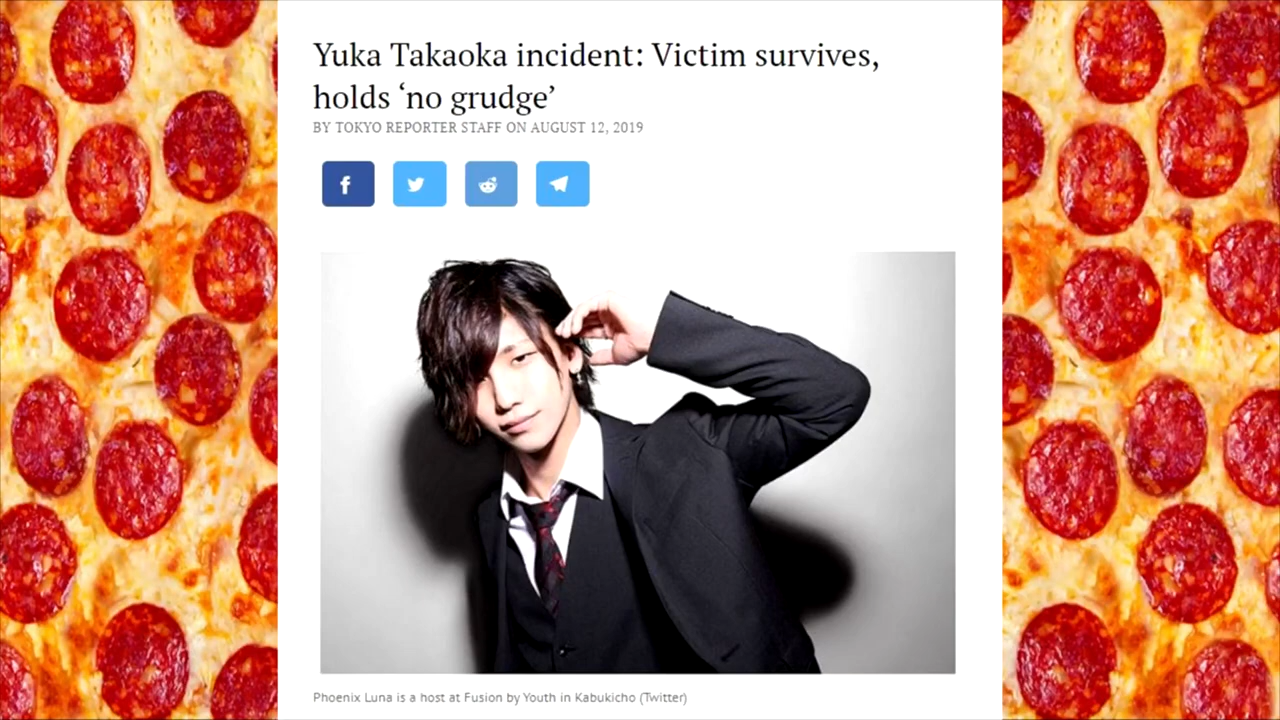 Yuka Takaoka incident: Victim survives,
holds ‘no grudge’
BY TOKYO REPORTER STAFF ON AUGUST 12, 2019
Phoenix Luna is a host at Fusion by Youth in Kabukicho (Twitter)